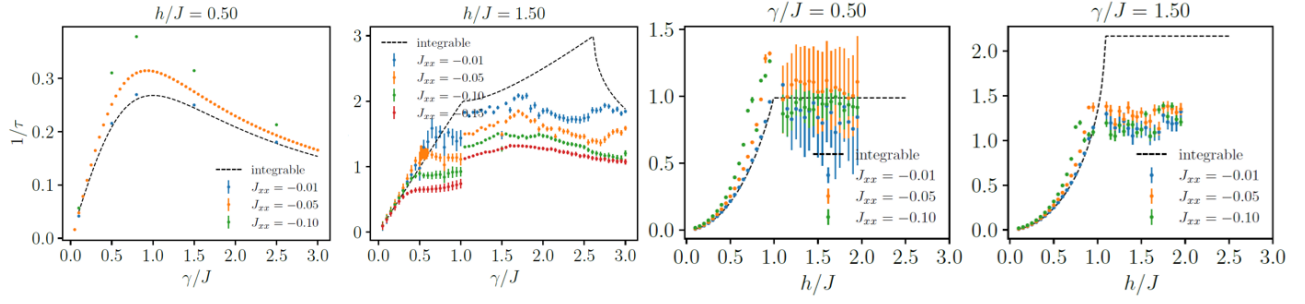 h/J = 0.50
1/τ
0.3
0.2
0.1
0.0
integrable
J_xx = −0.01
J_xx = −0.05
J_xx = −0.10
0.0 0.5 1.0 1.5 2.0 2.5 3.0
γ/J
h/J = 1.50
3
2
1
0
integrable
J_xx = −0.01
J_xx = −0.05
J_xx = −0.10
0.0 0.5 1.0 1.5 2.0 2.5 3.0
γ/J
γ/J = 0.50
1.5
1.0
0.5
0.0
integrable
J_xx = −0.01
J_xx = −0.05
J_xx = −0.10
0.0 0.5 1.0 1.5 2.0 2.5 3.0
h/J
γ/J = 1.50
2.0
1.5
1.0
0.5
0.0
integrable
J_xx = −0.01
J_xx = −0.05
J_xx = −0.10
0.0 0.5 1.0 1.5 2.0 2.5 3.0
h/J